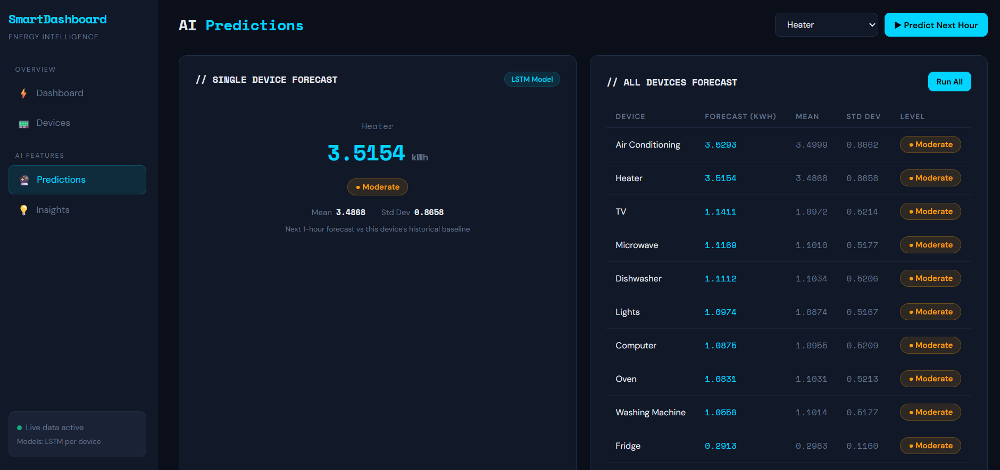 SmartDashboard
ENERGY INTELLIGENCE
OVERVIEW
Dashboard
Devices
AI FEATURES
Predictions
Insights
Live data active
Models: LSTM per device
AI Predictions
Heater
▶ Predict Next Hour
// SINGLE DEVICE FORECAST
LSTM Model
Heater
3.5154 kWh
● Moderate
Mean 3.4868 Std Dev 0.8658
Next 1-hour forecast vs this device's historical baseline
// ALL DEVICES FORECAST
Run All
DEVICE FORECAST (KWH) MEAN STD DEV LEVEL
Air Conditioning 3.5293 3.4999 0.8662 ● Moderate
Heater 3.5154 3.4868 0.8658 ● Moderate
TV 1.1411 1.0972 0.5214 ● Moderate
Microwave 1.1169 1.1010 0.5177 ● Moderate
Dishwasher 1.1112 1.1034 0.5206 ● Moderate
Lights 1.0974 1.0874 0.5167 ● Moderate
Computer 1.0875 1.0955 0.5209 ● Moderate
Oven 1.0831 1.1031 0.5213 ● Moderate
Washing Machine 1.0556 1.1014 0.5177 ● Moderate
Fridge 0.2913 0.2983 0.1160 ● Moderate